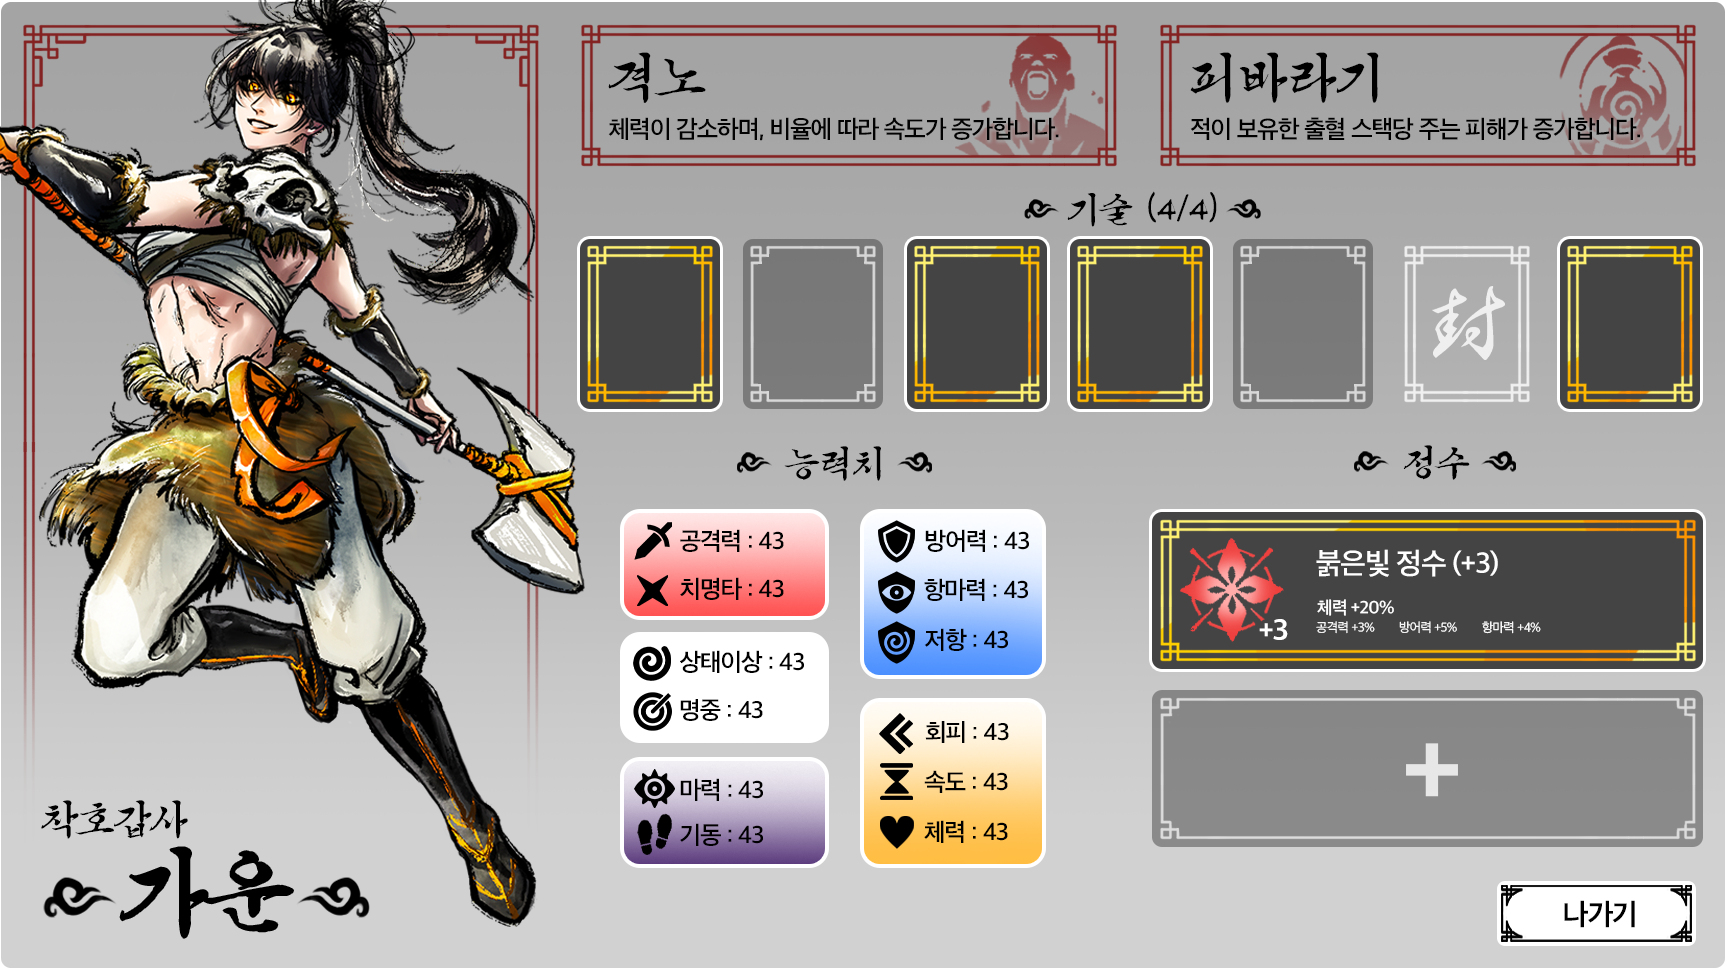 격노
체력이 감소하며, 비율에 따라 속도가 증가합니다.
피바라기
적이 보유한 출혈 스택당 주는 피해가 증가합니다.
기술 (4/4)
封
능력치
공격력 : 43
치명타 : 43
상태이상 : 43
명중 : 43
마력 : 43
기동 : 43
방어력 : 43
항마력 : 43
저항 : 43
회피 : 43
속도 : 43
체력 : 43
정수
붉은빛 정수 (+3)
체력 +20%
공격력 +3% 방어력 +5% 항마력 +4%
+3
+
착호갑사
가운
나가기